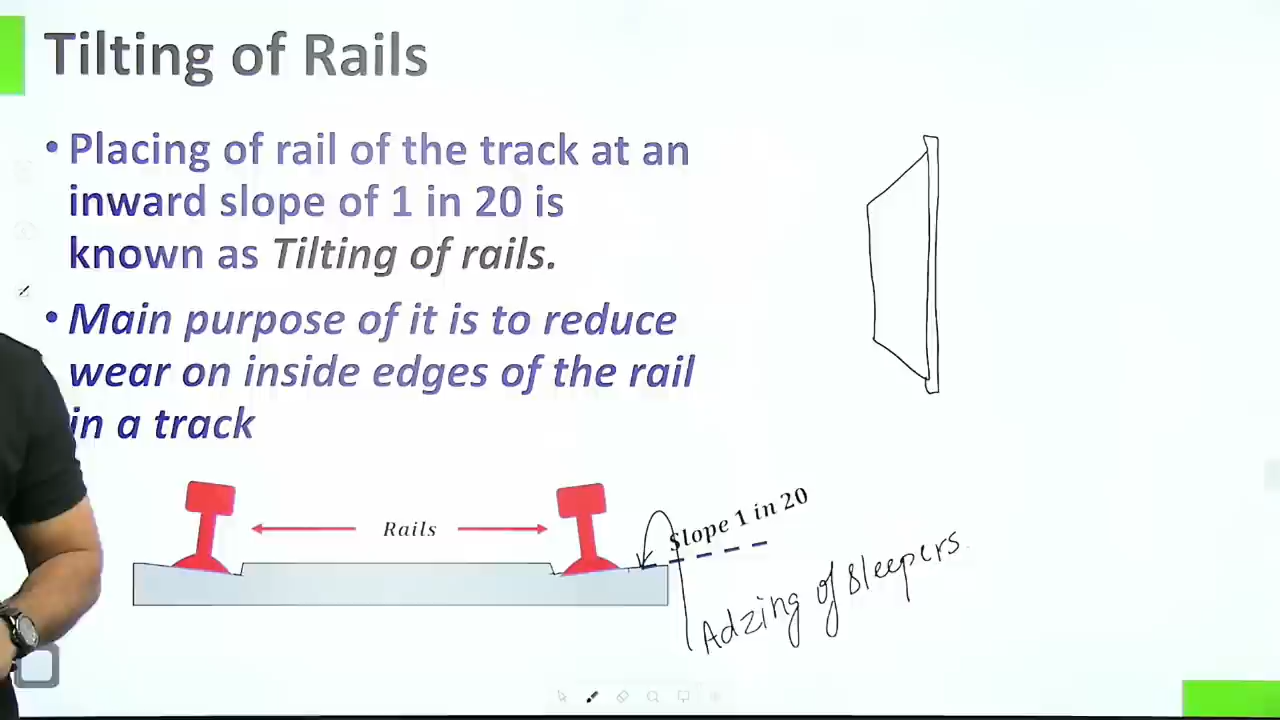 Tilting of Rails
• Placing of rail of the track at an
inward slope of 1 in 20 is
known as Tilting of rails.
• Main purpose of it is to reduce
wear on inside edges of the rail
in a track
Rails
Slope 1 in 20
Adzing of sleepers.